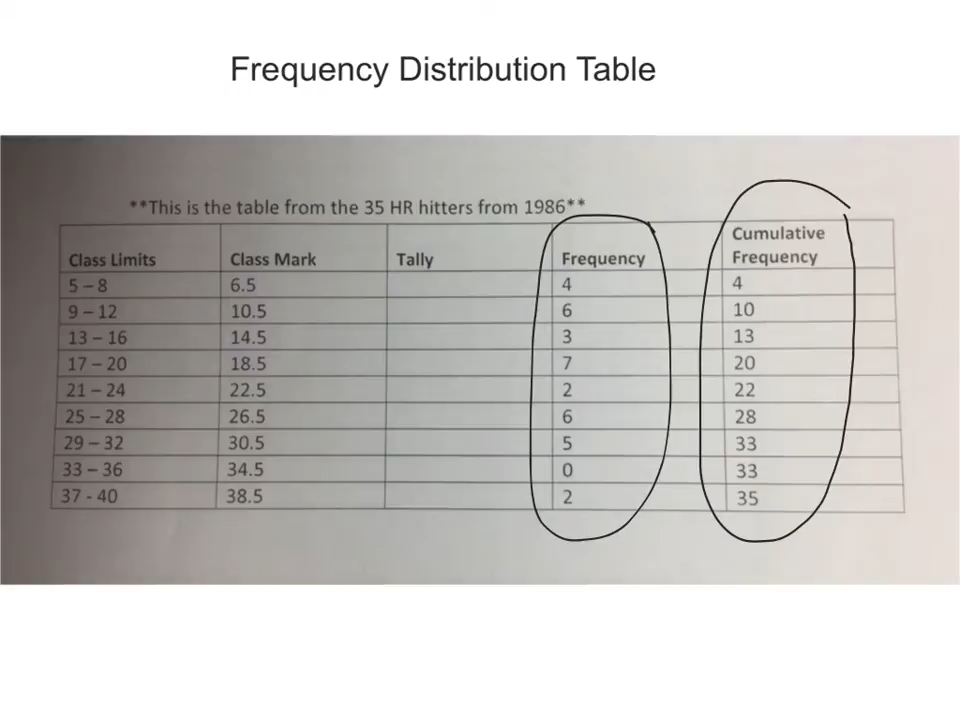 Frequency Distribution Table
**This is the table from the 35 HR hitters from 1986**
Class Limits Class Mark Tally Frequency Cumulative Frequency
5 – 8 6.5 4 4
9 – 12 10.5 6 10
13 – 16 14.5 3 13
17 – 20 18.5 7 20
21 – 24 22.5 2 22
25 – 28 26.5 6 28
29 – 32 30.5 5 33
33 – 36 34.5 0 33
37 - 40 38.5 2 35